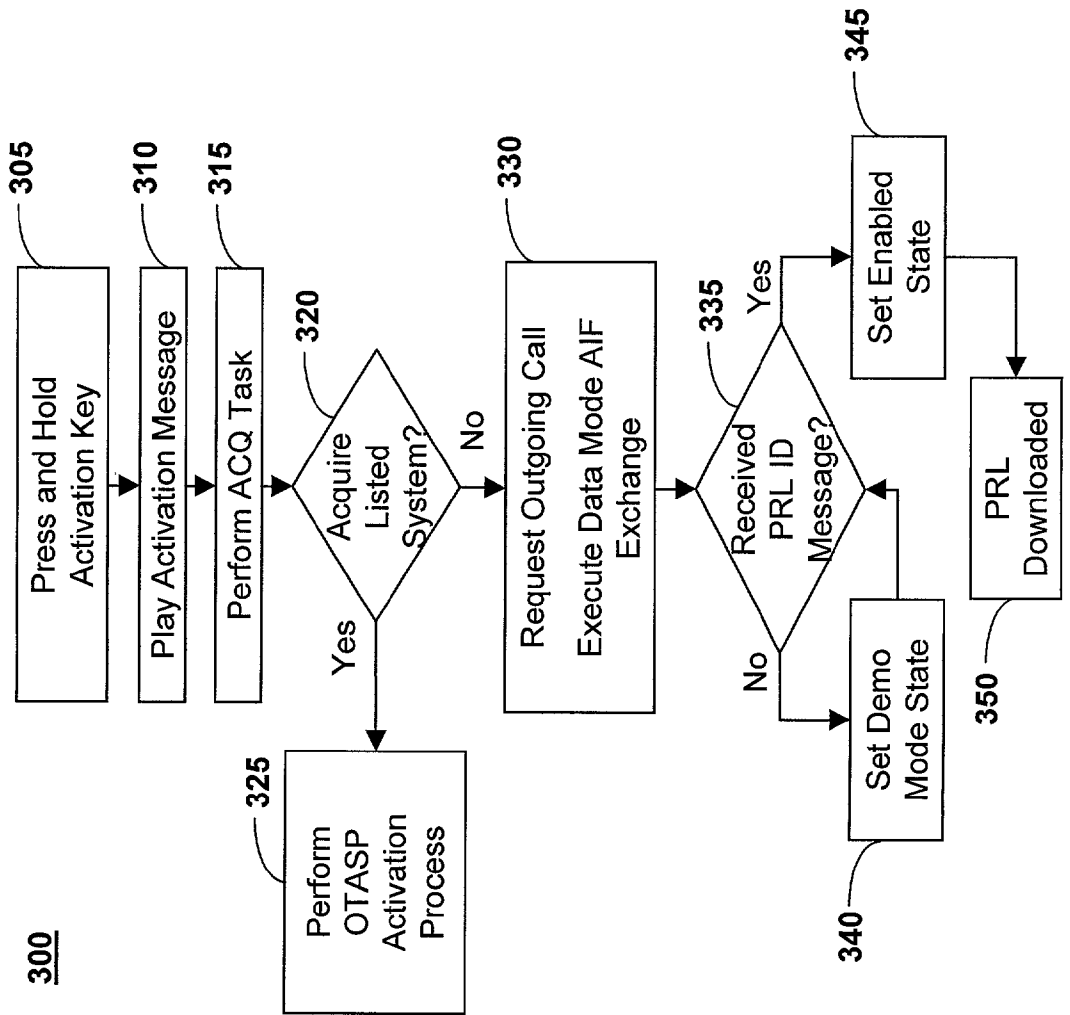 300
305
Press and Hold
Activation Key
310
Play Activation Message
315
Perform ACQ Task
320
Acquire
Listed
System?
Yes
No
325
Perform
OTASP
Activation
Process
330
Request Outgoing Call
Execute Data Mode AIF
Exchange
335
Received
PRL ID
Message?
No
Yes
340
Set Demo
Mode State
345
Set Enabled
State
350
PRL
Downloaded